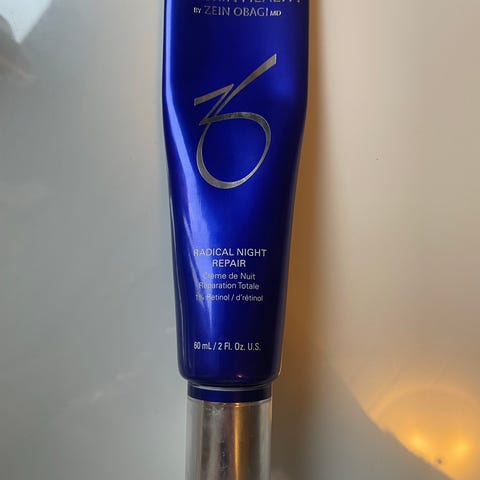 BY ZEIN OBAGI MD
RADICAL NIGHT
REPAIR
Crème de Nuit
Réparation Totale
1% Retinol / d'rétinol
60 mL / 2 Fl. Oz. U.S.